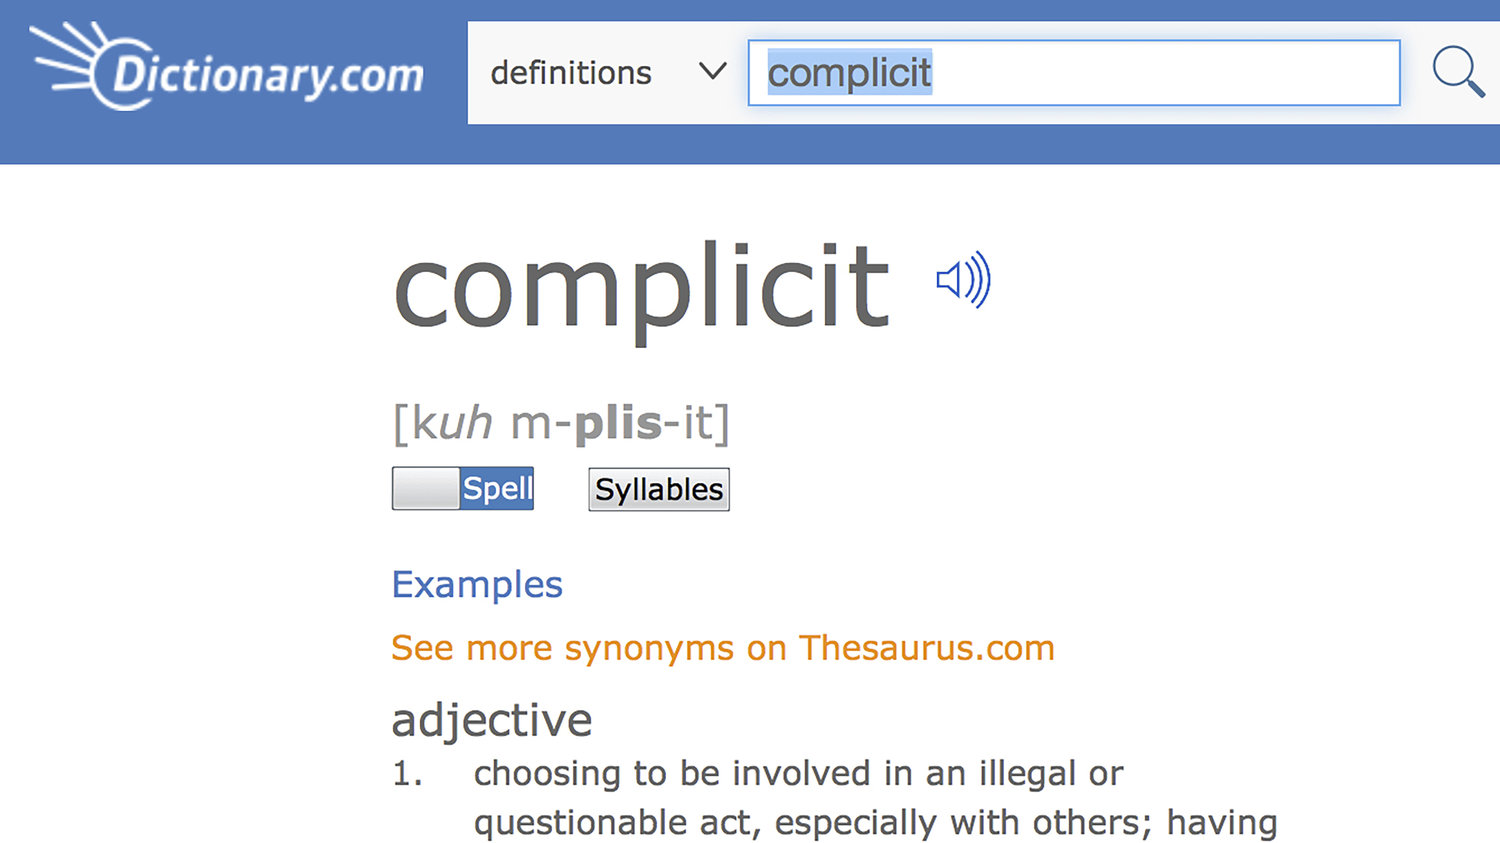 Dictionary.com definitions complicit
complicit
[kuh m-plis-it]
Spell Syllables
Examples
See more synonyms on Thesaurus.com
adjective
1. choosing to be involved in an illegal or
questionable act, especially with others; having